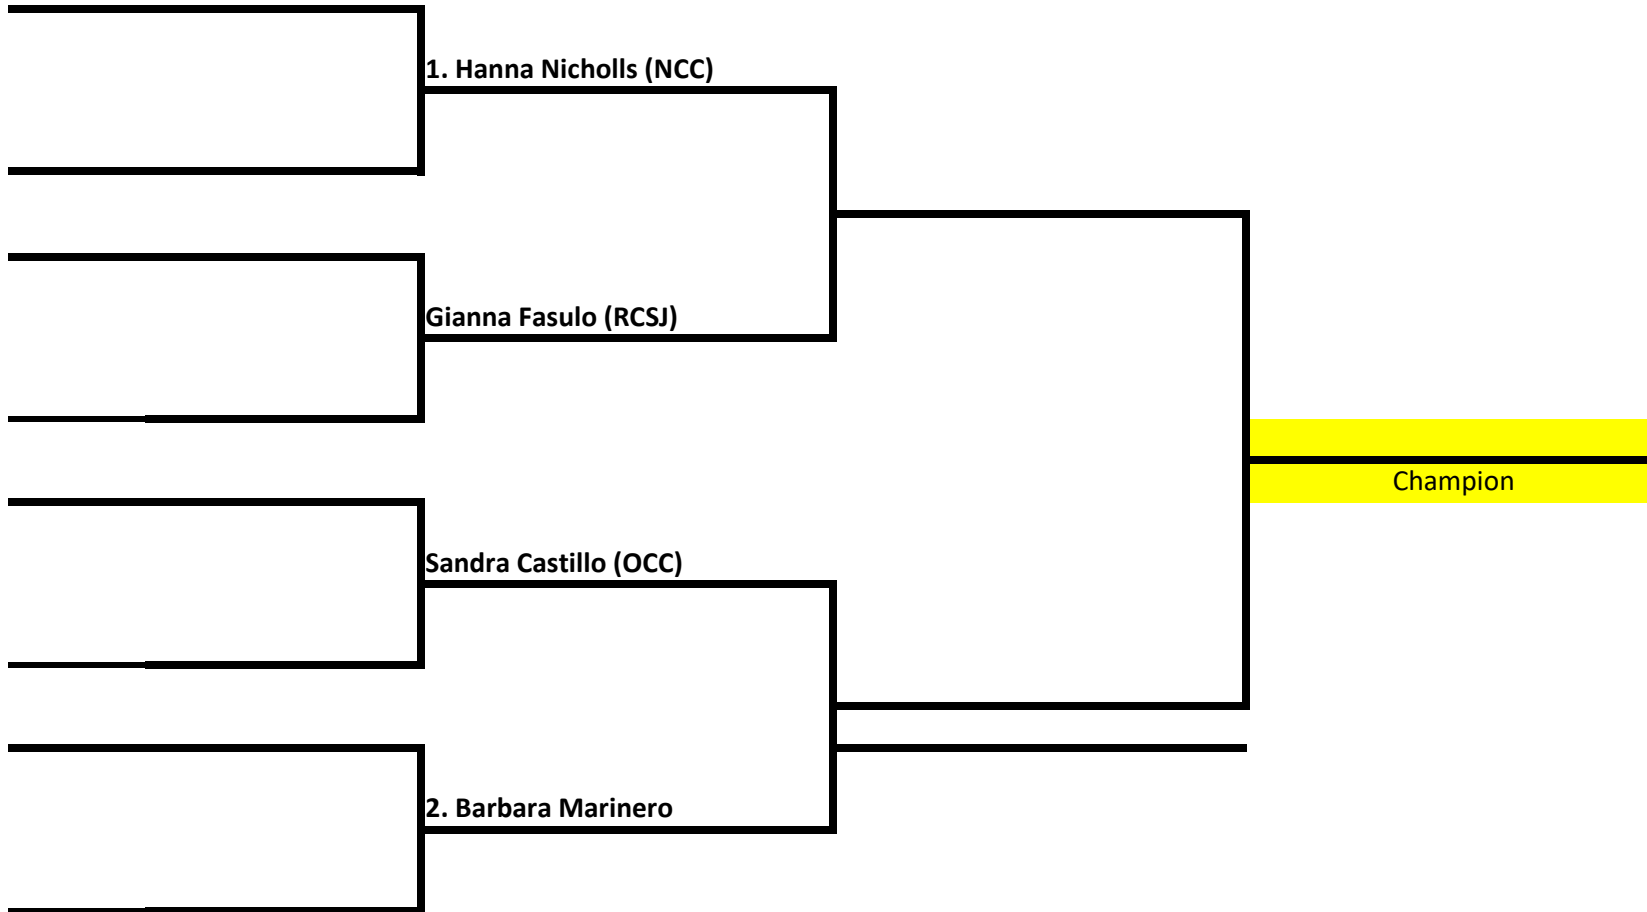 1. Hanna Nicholls (NCC)
Gianna Fasulo (RCSJ)
Champion
Sandra Castillo (OCC)
2. Barbara Marinero